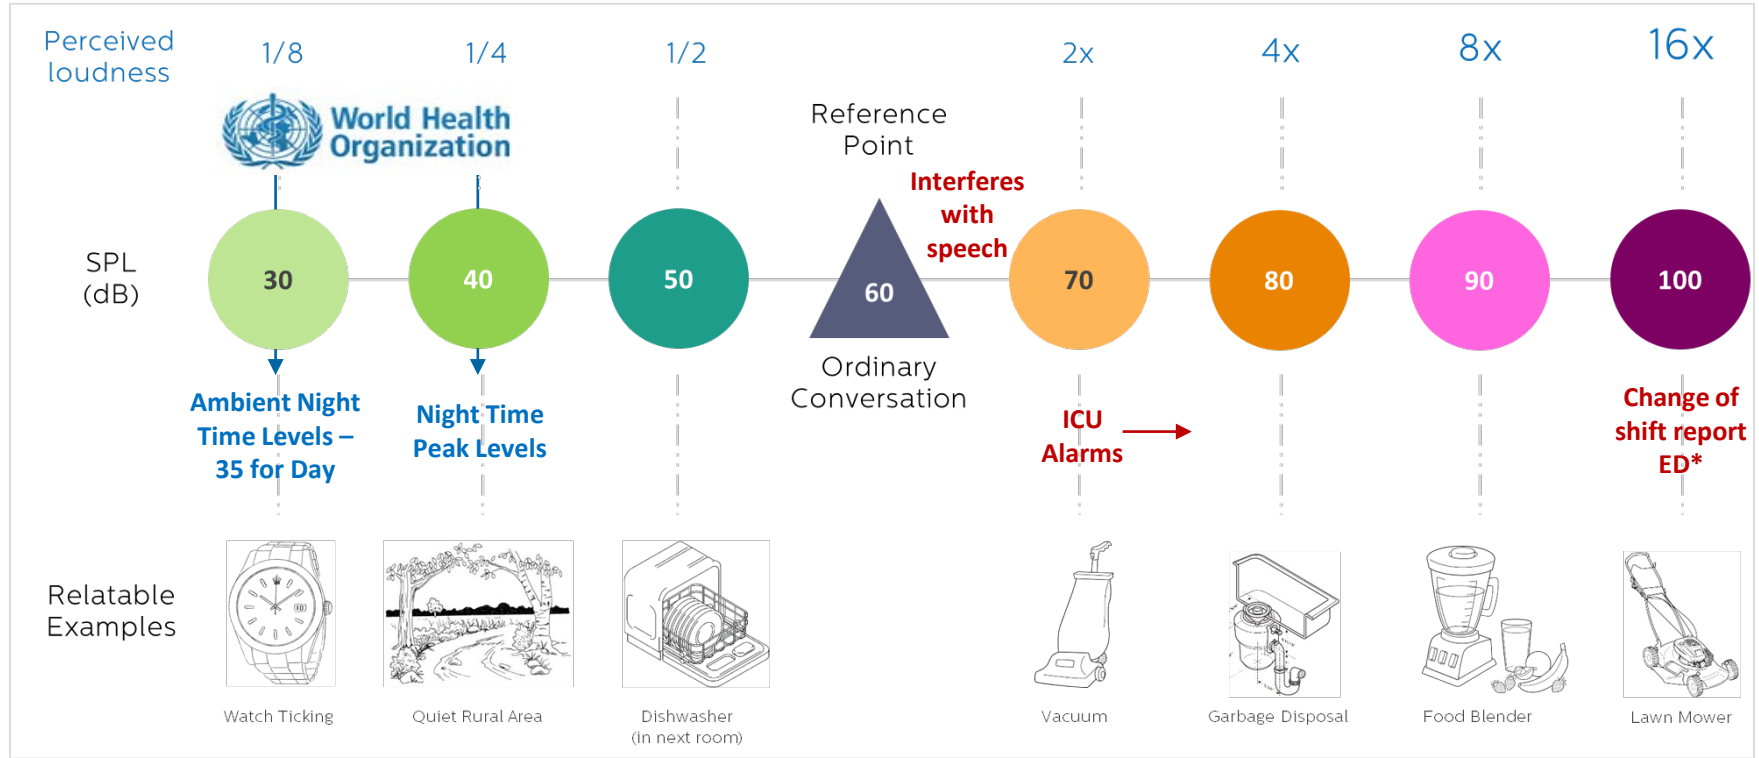 Perceived
loudness
1/8
1/4
1/2
2x
4x
8x
16x
World Health
Organization
Reference
Point
Interferes
with
speech
SPL
(dB)
30
40
50
60
70
80
90
100
Ordinary
Conversation
Ambient Night
Time Levels –
35 for Day
Night Time
Peak Levels
ICU
Alarms
Change of
shift report
ED*
Relatable
Examples
Watch Ticking
Quiet Rural Area
Dishwasher
(in next room)
Vacuum
Garbage Disposal
Food Blender
Lawn Mower